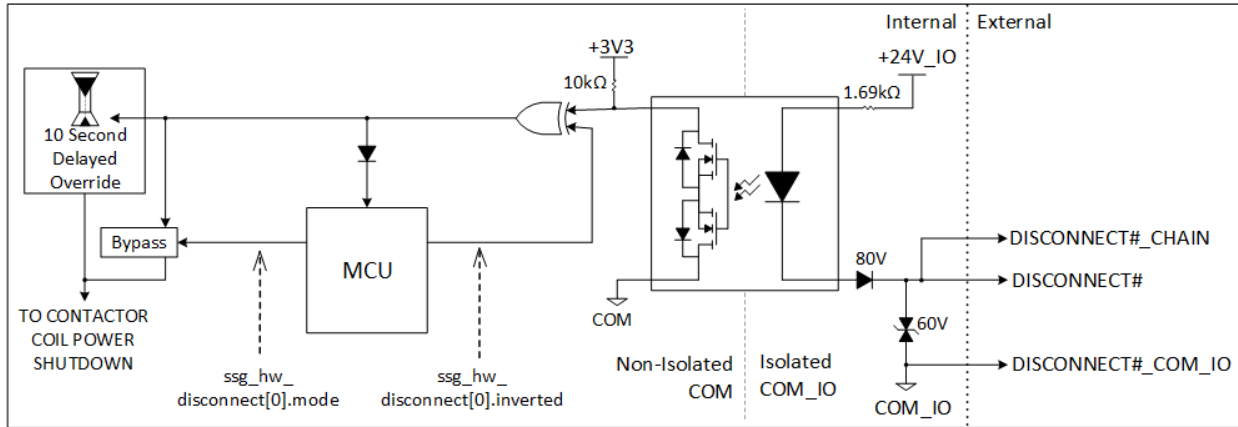 Internal
External
+3V3
+24V_IO
10kΩ
1.69kΩ
10 Second
Delayed
Override
Bypass
MCU
80V
DISCONNECT#_CHAIN
DISCONNECT#
60V
COM
TO CONTACTOR
COIL POWER
SHUTDOWN
Non-Isolated
COM
Isolated
COM_IO
DISCONNECT#_COM_IO
COM_IO
ssg_hw_
disconnect[0].mode
ssg_hw_
disconnect[0].inverted